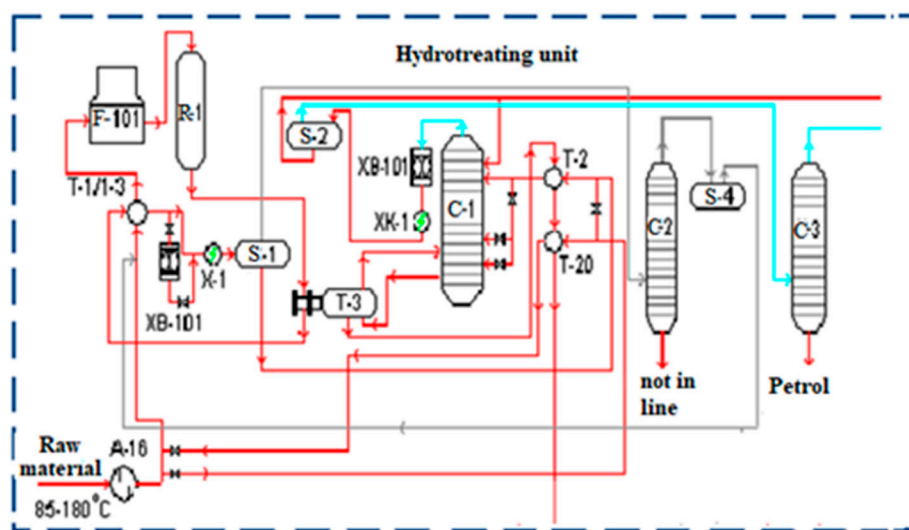 Hydrotreating unit
F-101
R-1
S-2
XB-101
T-2
T-1/1-3
XK-1
C-1
C-2
S-4
C-3
X-1
S-1
T-3
T-20
XB-101
not in
line
Petrol
Raw
material
A-16
85-180°C